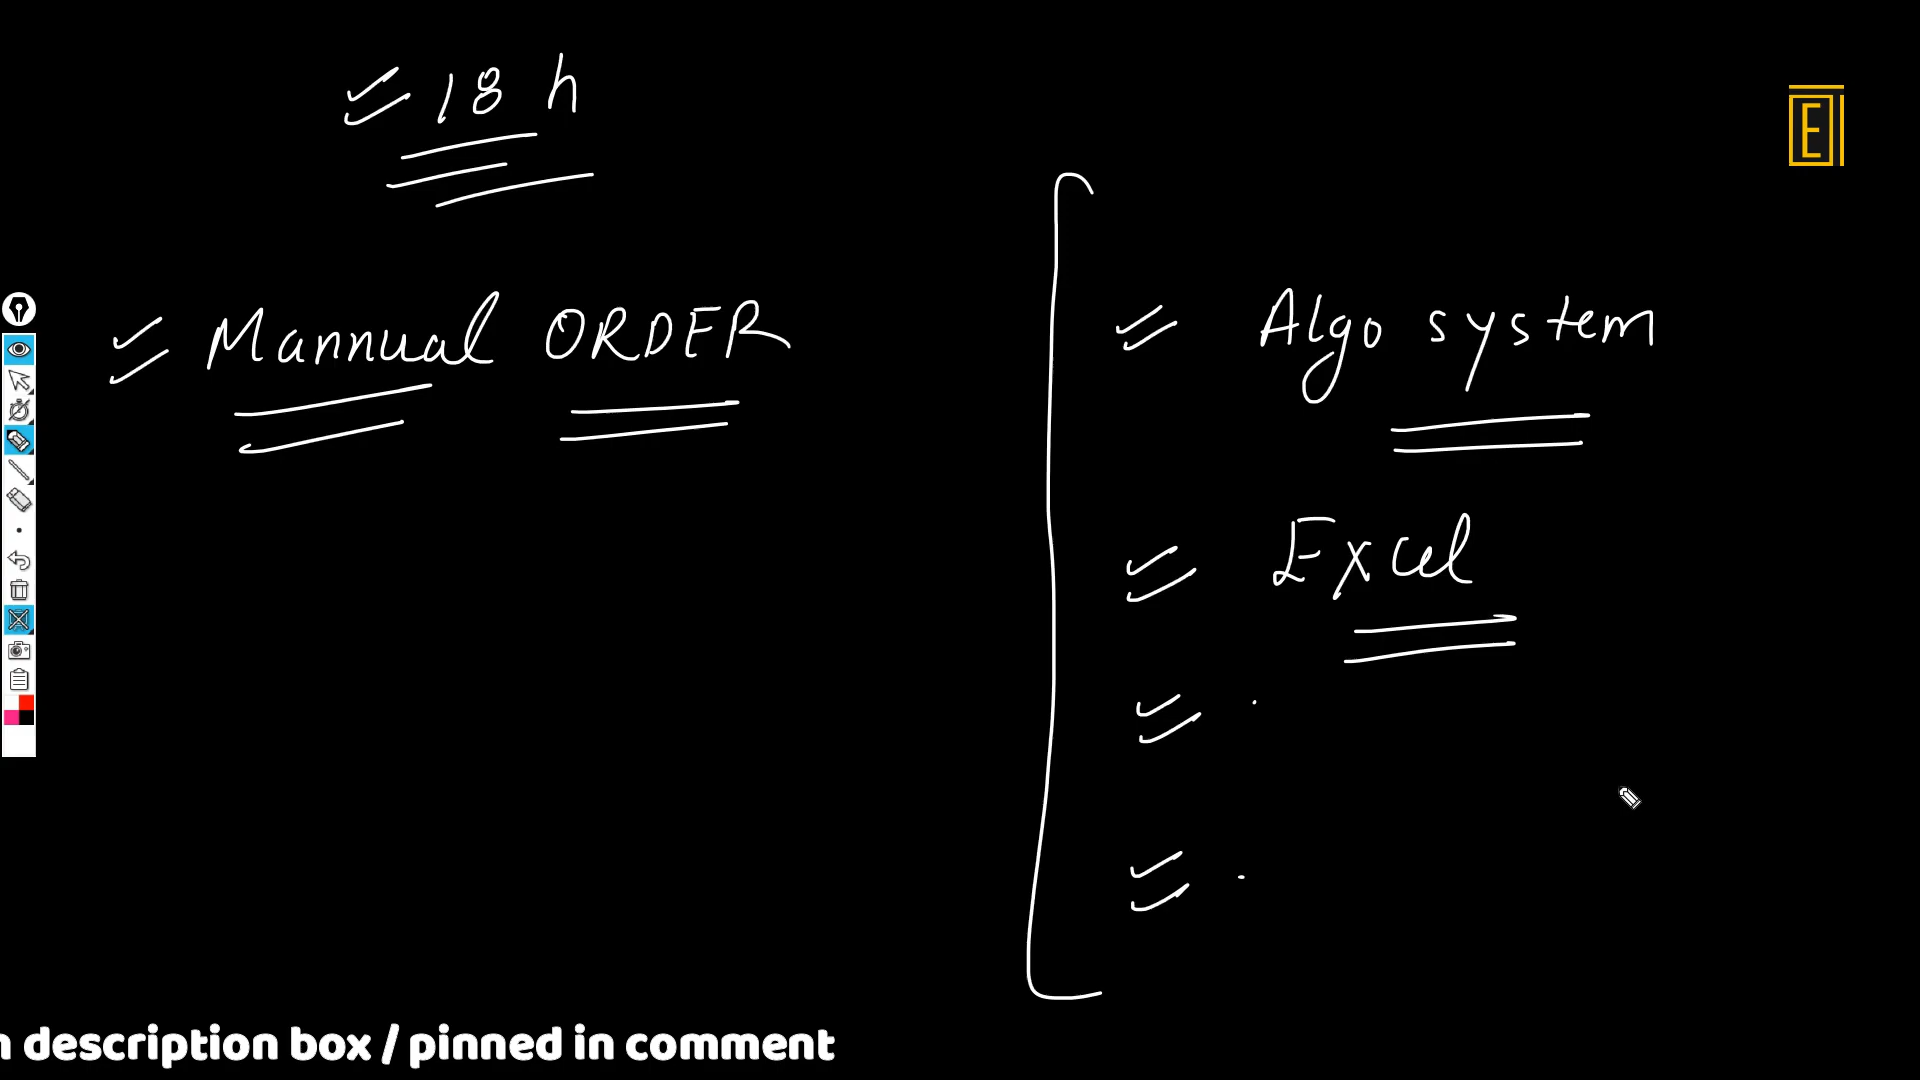 18 h
E
Mannual ORDER
Algo system
Excel
n description box / pinned in comment